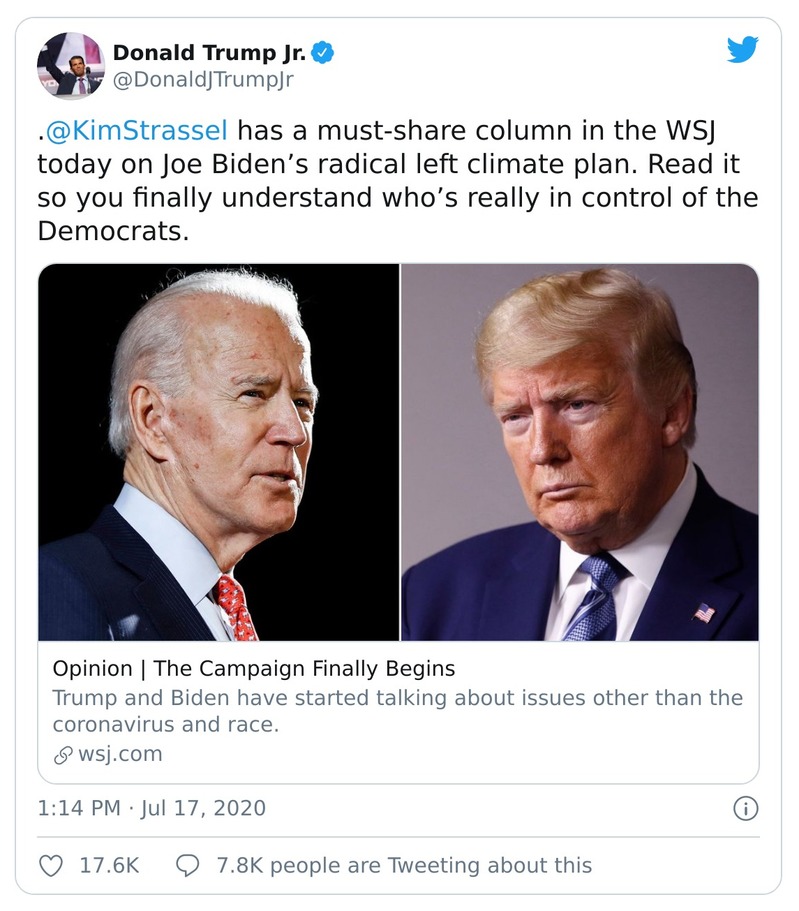 Donald Trump Jr.
@DonaldJTrumpJr
.@KimStrassel has a must-share column in the WSJ
today on Joe Biden’s radical left climate plan. Read it
so you finally understand who’s really in control of the
Democrats.
Opinion | The Campaign Finally Begins
Trump and Biden have started talking about issues other than the
coronavirus and race.
wsj.com
1:14 PM · Jul 17, 2020
17.6K 7.8K people are Tweeting about this